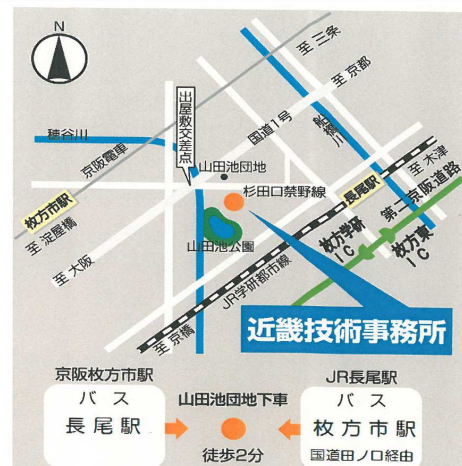 N
至三条
至京都
国道1号
船橋川
穂谷川
京阪電車
出屋敷交差点
山田池団地
至木津
杉田口禁野線
長尾駅
第二京阪道路
枚方市駅
至淀屋橋
山田池公園
枚方学研IC
枚方東IC
至大阪
JR学研都市線
至京橋
近畿技術事務所
京阪枚方市駅
バス
長尾駅
山田池団地下車
徒歩2分
JR長尾駅
バス
枚方市駅
国道田ノ口経由